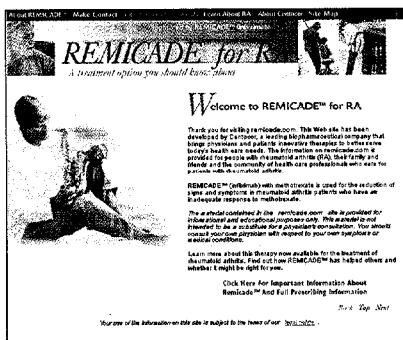 About REMICADE™ Make Contact Learn About RA About Centocor Site Map
REMICADE for R
A treatment option you should know about
Welcome to REMICADE™ for RA
Thank you for visiting remicade.com. This Web site has been
developed by Centocor, a leading biopharmaceutical company that
brings physicians and patients innovative therapies to better serve
today's health care needs. The information on remicade.com is
provided for people with rheumatoid arthritis (RA), their family and
friends and the community of health care professionals who care for
patients with rheumatoid arthritis.
REMICADE™ (infliximab) with methotrexate is used for the reduction of
signs and symptoms in rheumatoid arthritis patients who have an
inadequate response to methotrexate.
The material contained in the remicade.com site is provided for
informational and educational purposes only. This material is not
intended to be a substitute for a physician's consultation. You should
consult your own physician with respect to your own symptoms or
medical conditions.
Learn more about this therapy now available for the treatment of
rheumatoid arthritis. Find out how REMICADE™ has helped others and
whether it might be right for you.
Click Here For Important Information About
Remicade™ And Full Prescribing Information
Back Top Next
Your use of the information on this site is subject to the terms of our legal notice.